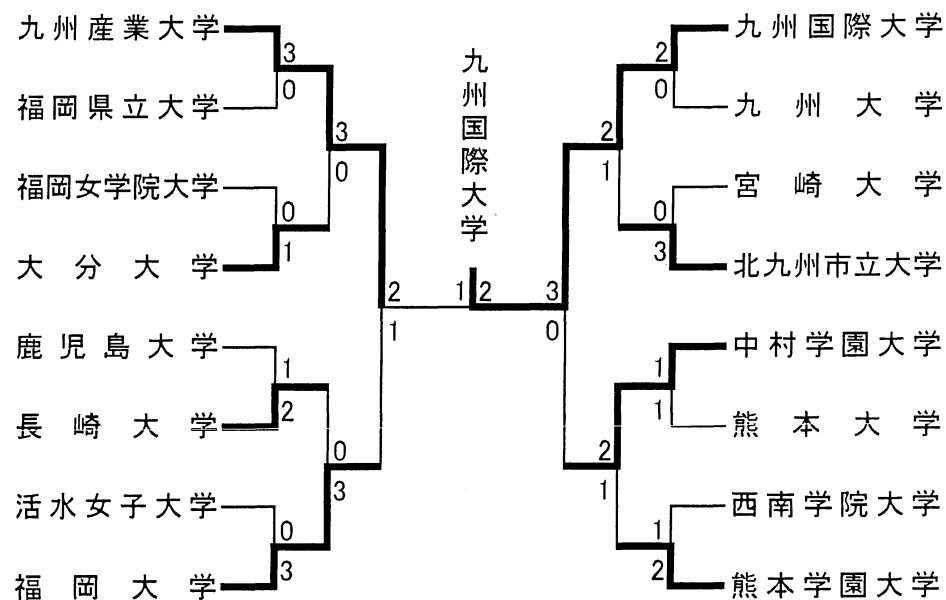 九州産業大学
3
0
福岡県立大学
3
0
福岡女学院大学
0
1
大分大学
2
1
鹿児島大学
1
2
長崎大学
0
3
活水女子大学
0
3
福岡大学
九州国際大学
1 2
九州国際大学
2
0
九州大学
2
1
宮崎大学
0
3
北九州市立大学
3
0
中村学園大学
1
1
熊本大学
2
1
西南学院大学
1
2
熊本学園大学